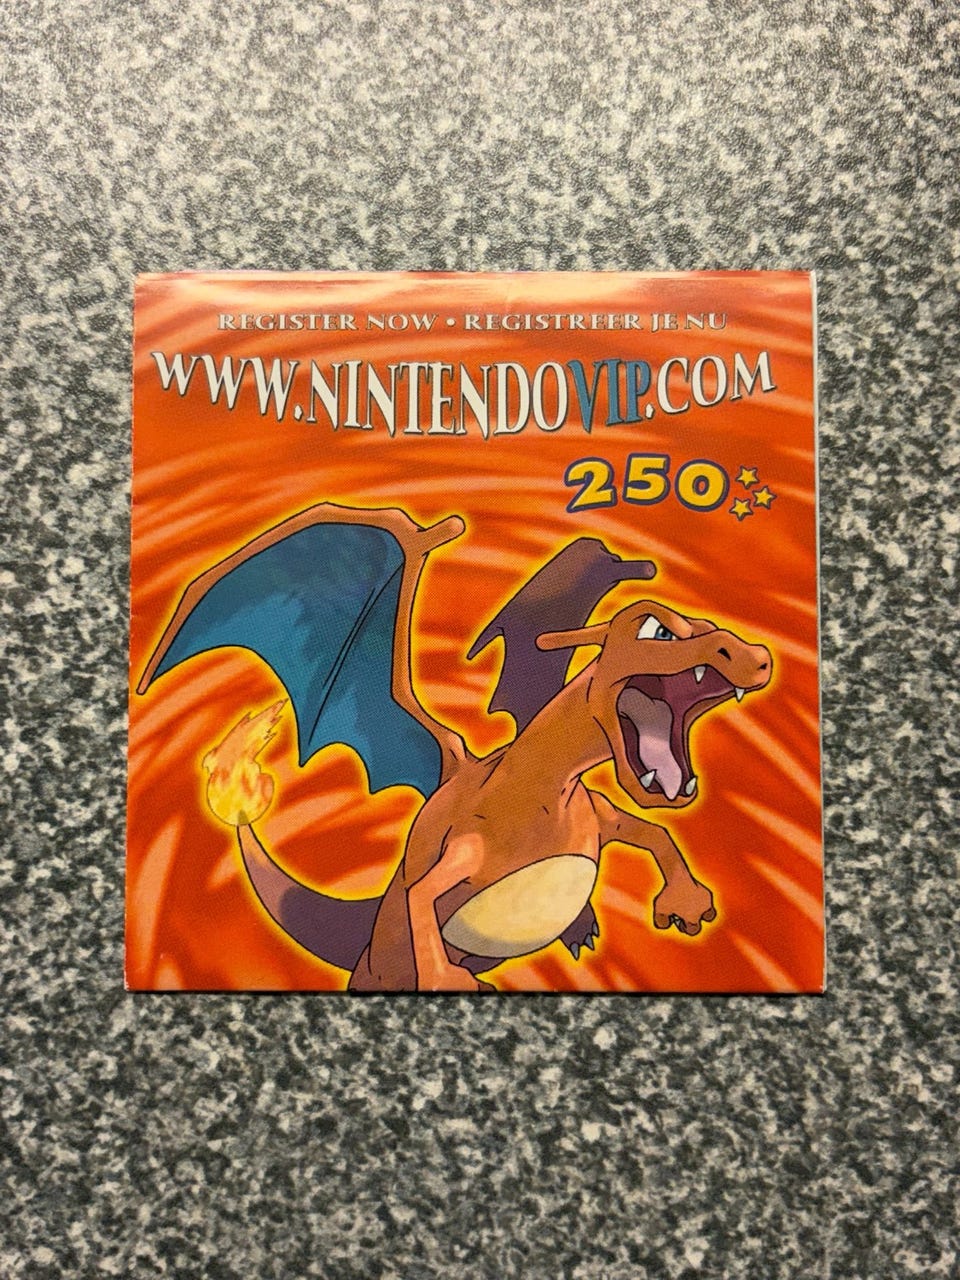 REGISTER NOW • REGISTREER JE NU
WWW.NINTENDOVIP.COM
250